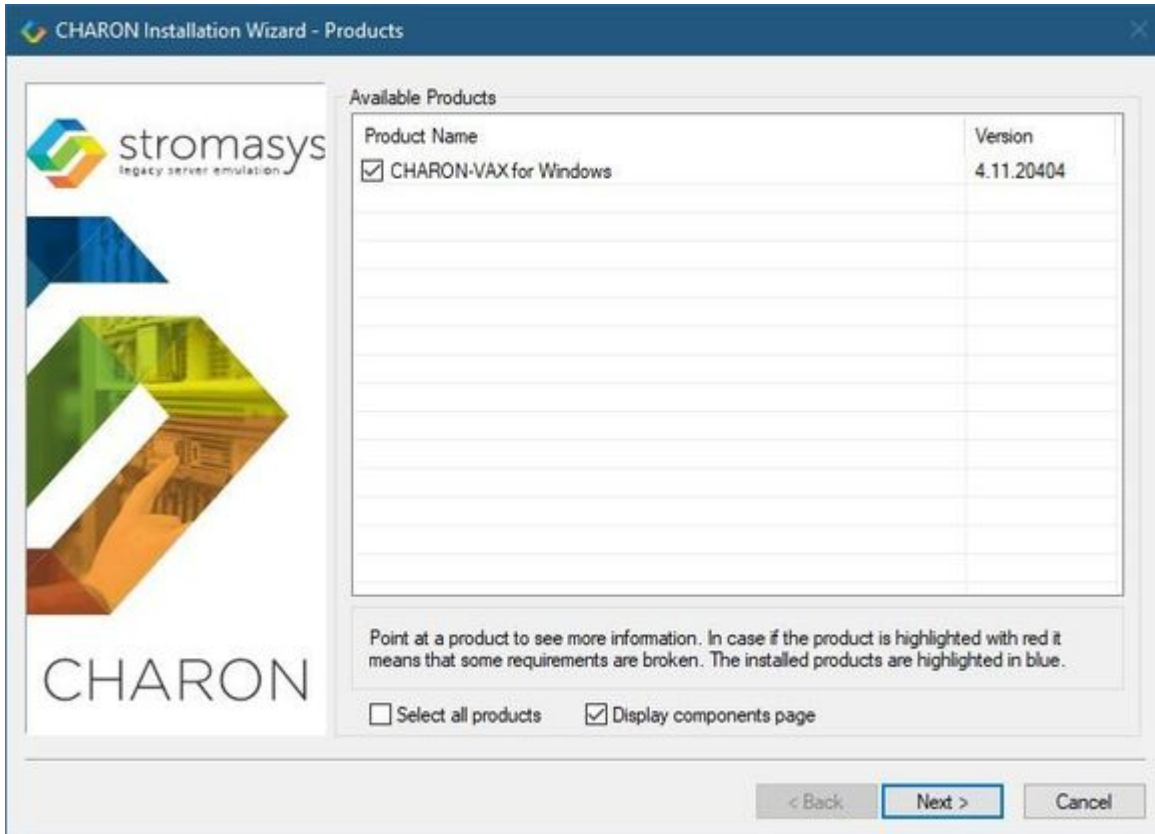 CHARON Installation Wizard - Products
stromasys
legacy server emulation
CHARON
Available Products
Product Name Version
CHARON-VAX for Windows 4.11.20404
Point at a product to see more information. In case if the product is highlighted with red it
means that some requirements are broken. The installed products are highlighted in blue.
Select all products Display components page
< Back Next > Cancel